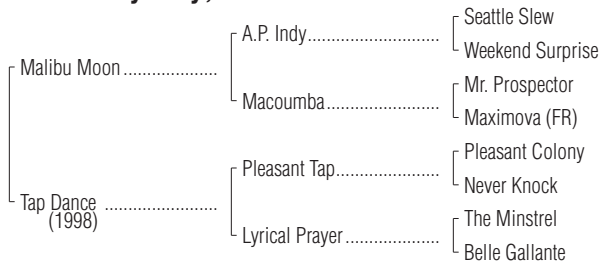 Seattle Slew
A.P. Indy
Weekend Surprise
Malibu Moon
Mr. Prospector
Macoumba
Maximova (FR)
Pleasant Colony
Pleasant Tap
Never Knock
Tap Dance
(1998)
The Minstrel
Lyrical Prayer
Belle Gallante